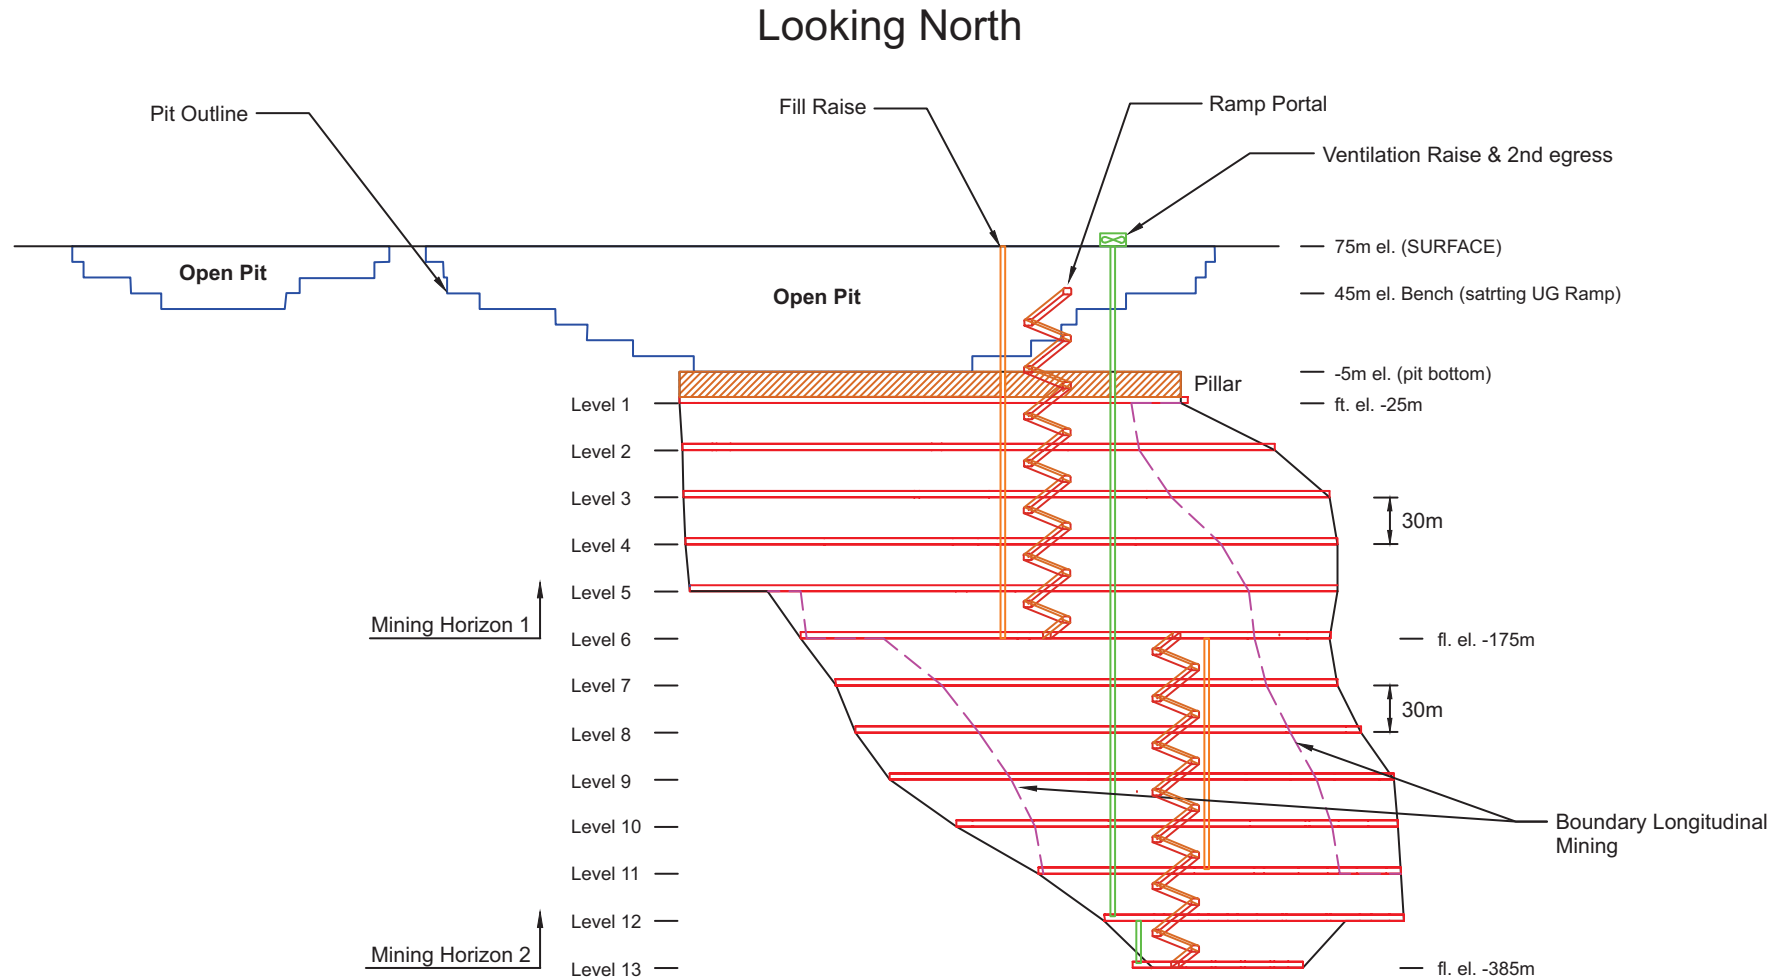 Looking North
Pit Outline
Fill Raise
Ramp Portal
Ventilation Raise & 2nd egress
Open Pit
Open Pit
75m el. (SURFACE)
45m el. Bench (satrting UG Ramp)
-5m el. (pit bottom)
Pillar
Level 1
ft. el. -25m
Level 2
Level 3
30m
Level 4
Level 5
Mining Horizon 1
Level 6
fl. el. -175m
Level 7
30m
Level 8
Level 9
Level 10
Boundary Longitudinal
Mining
Level 11
Level 12
Mining Horizon 2
Level 13
fl. el. -385m